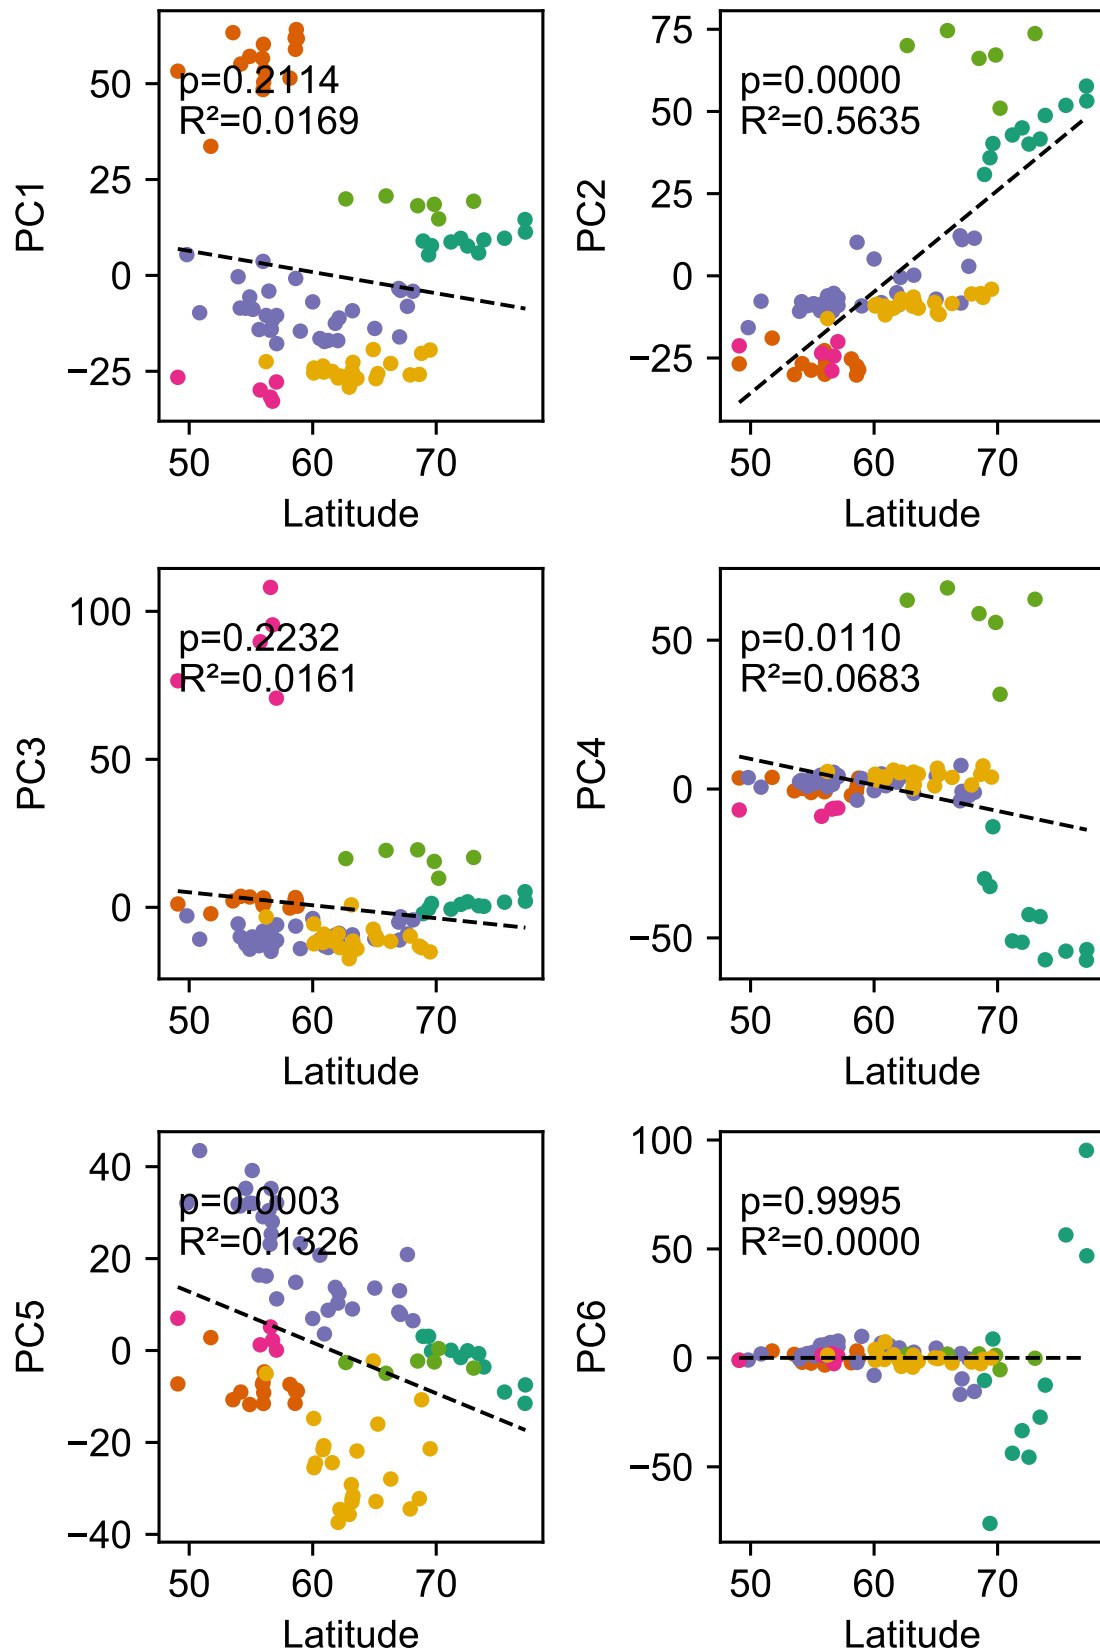 50
25
0
−25
PC1
p=0.2114
R²=0.0169
50
60
70
Latitude
75
50
25
0
−25
PC2
p=0.0000
R²=0.5635
50
60
70
Latitude
100
50
0
PC3
p=0.2232
R²=0.0161
50
60
70
Latitude
50
0
−50
PC4
p=0.0110
R²=0.0683
50
60
70
Latitude
40
20
0
−20
−40
PC5
p=0.0003
R²=0.1326
50
60
70
Latitude
100
50
0
−50
PC6
p=0.9995
R²=0.0000
50
60
70
Latitude